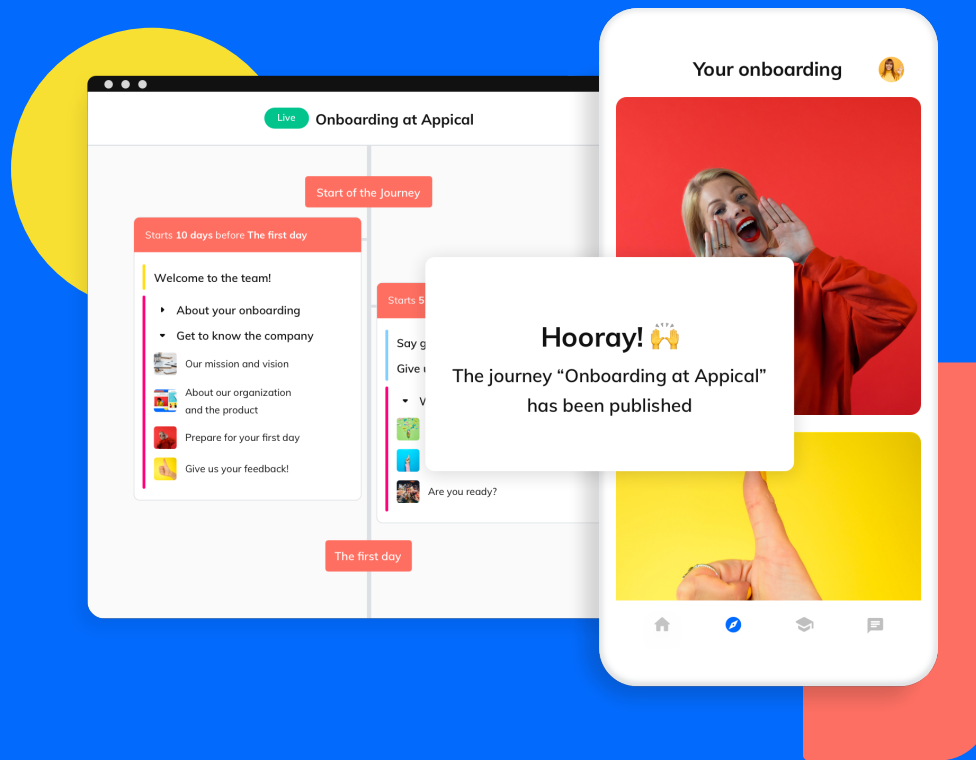 Your onboarding
Live
Onboarding at Appical
Start of the Journey
Starts 10 days before The first day
Welcome to the team!
About your onboarding
Get to know the company
Our mission and vision
About our organization
and the product
Prepare for your first day
Give us your feedback!
Starts 5
Say
Give
Are you ready?
The first day
Hooray! 🙌
The journey “Onboarding at Appical”
has been published